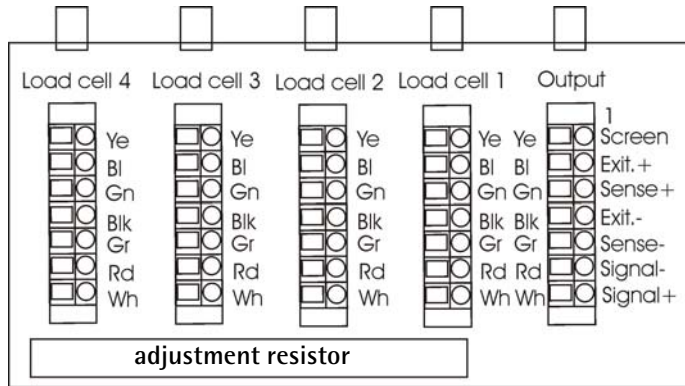 Load cell 4 Load cell 3 Load cell 2 Load cell 1 Output
1
Ye Ye Ye Ye Ye Screen
Bl Bl Bl Bl Bl Exit.+
Gn Gn Gn Gn Gn Sense+
Blk Blk Blk Blk Blk Exit.-
Gr Gr Gr Gr Gr Sense-
Rd Rd Rd Rd Rd Signal-
Wh Wh Wh Wh Wh Signal+
adjustment resistor